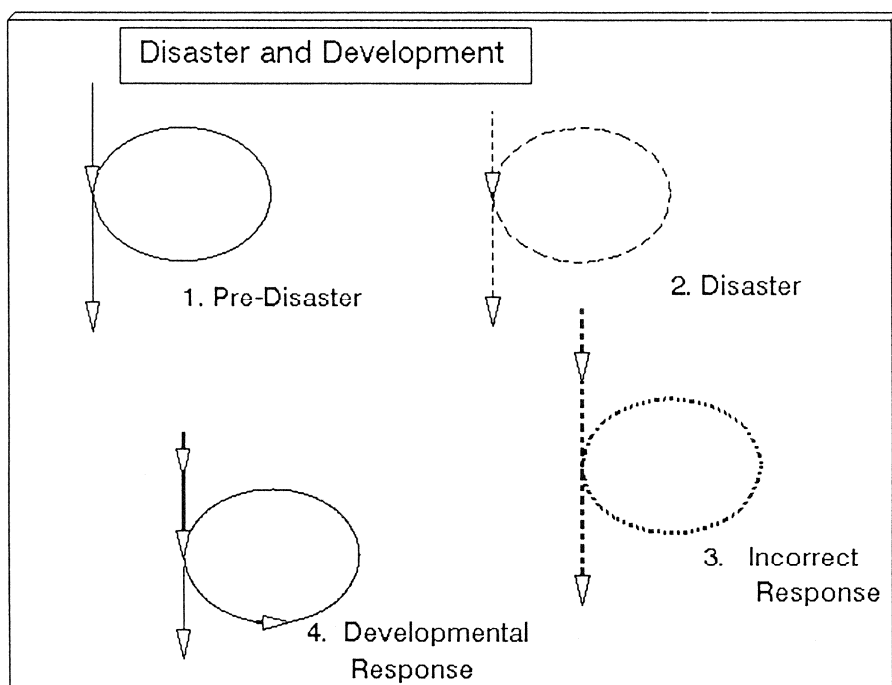 Disaster and Development
1. Pre-Disaster
2. Disaster
3. Incorrect
Response
4. Developmental
Response